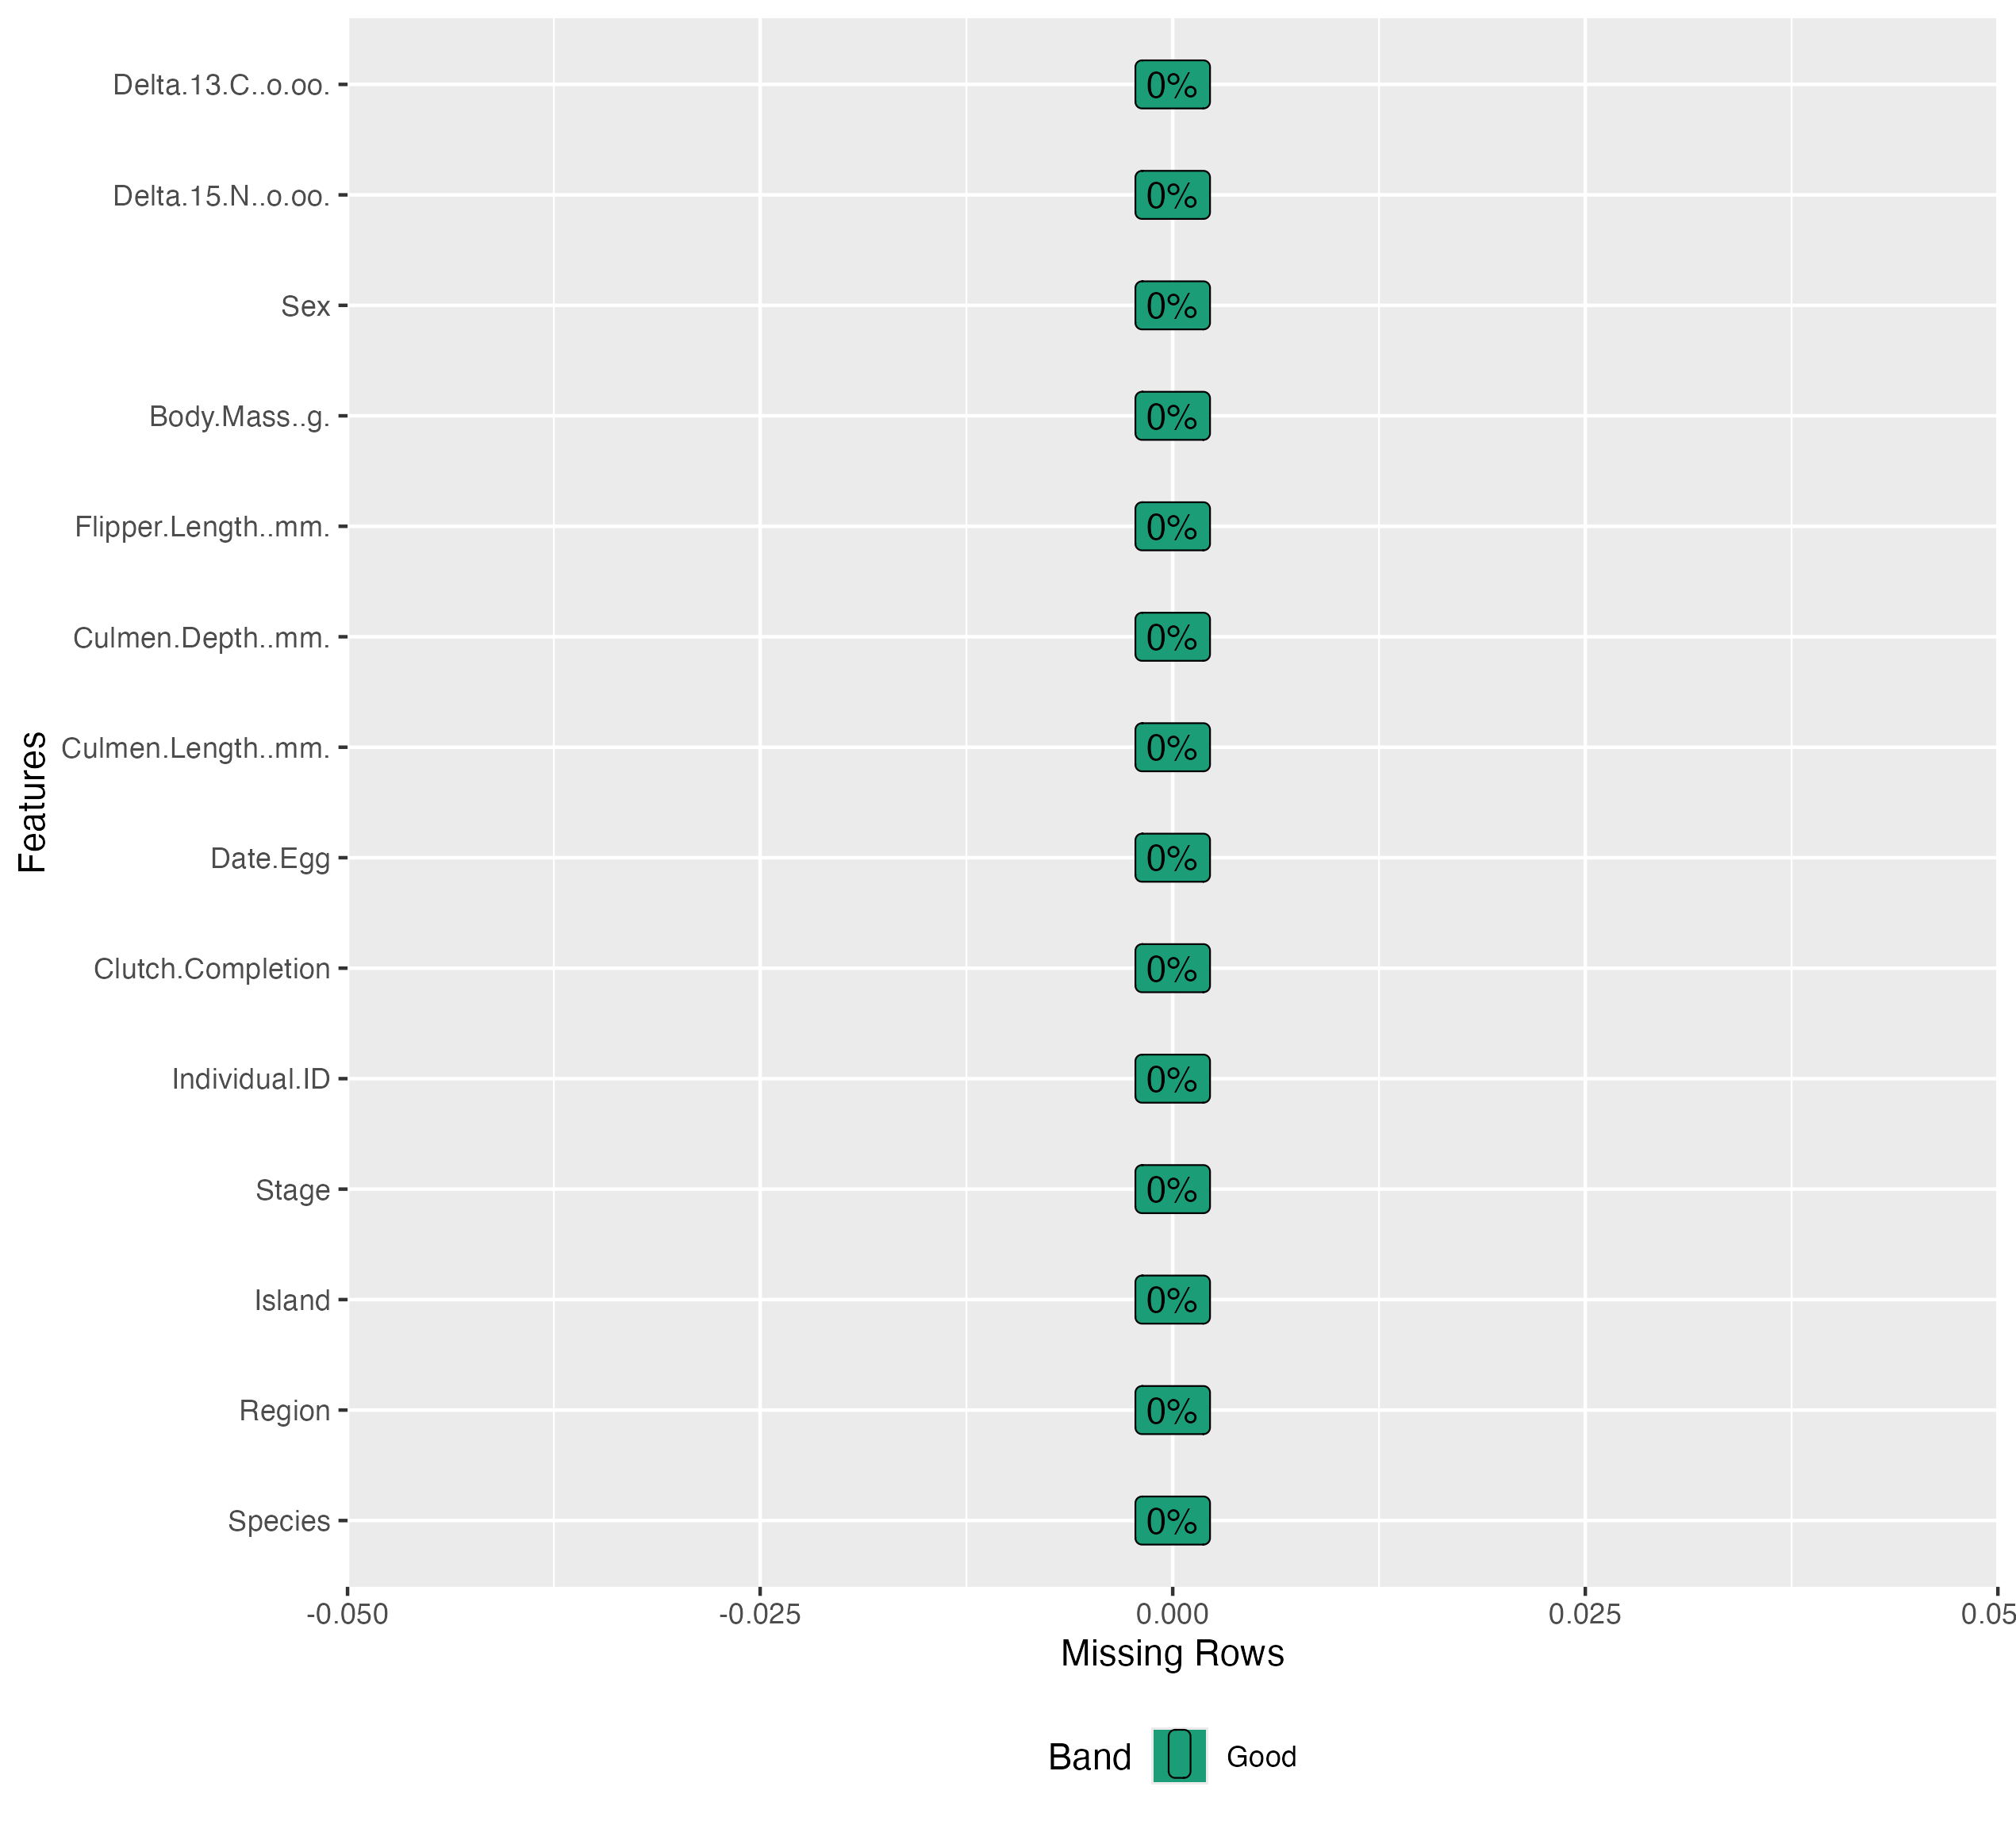 Delta.13.C..o.oo. 0%
Delta.15.N..o.oo. 0%
Sex 0%
Body.Mass..g. 0%
Flipper.Length..mm. 0%
Culmen.Depth..mm. 0%
Culmen.Length..mm. 0%
Features
Date.Egg 0%
Clutch.Completion 0%
Individual.ID 0%
Stage 0%
Island 0%
Region 0%
Species 0%
-0.050 -0.025 0.000 0.025 0.05
Missing Rows
Band Good